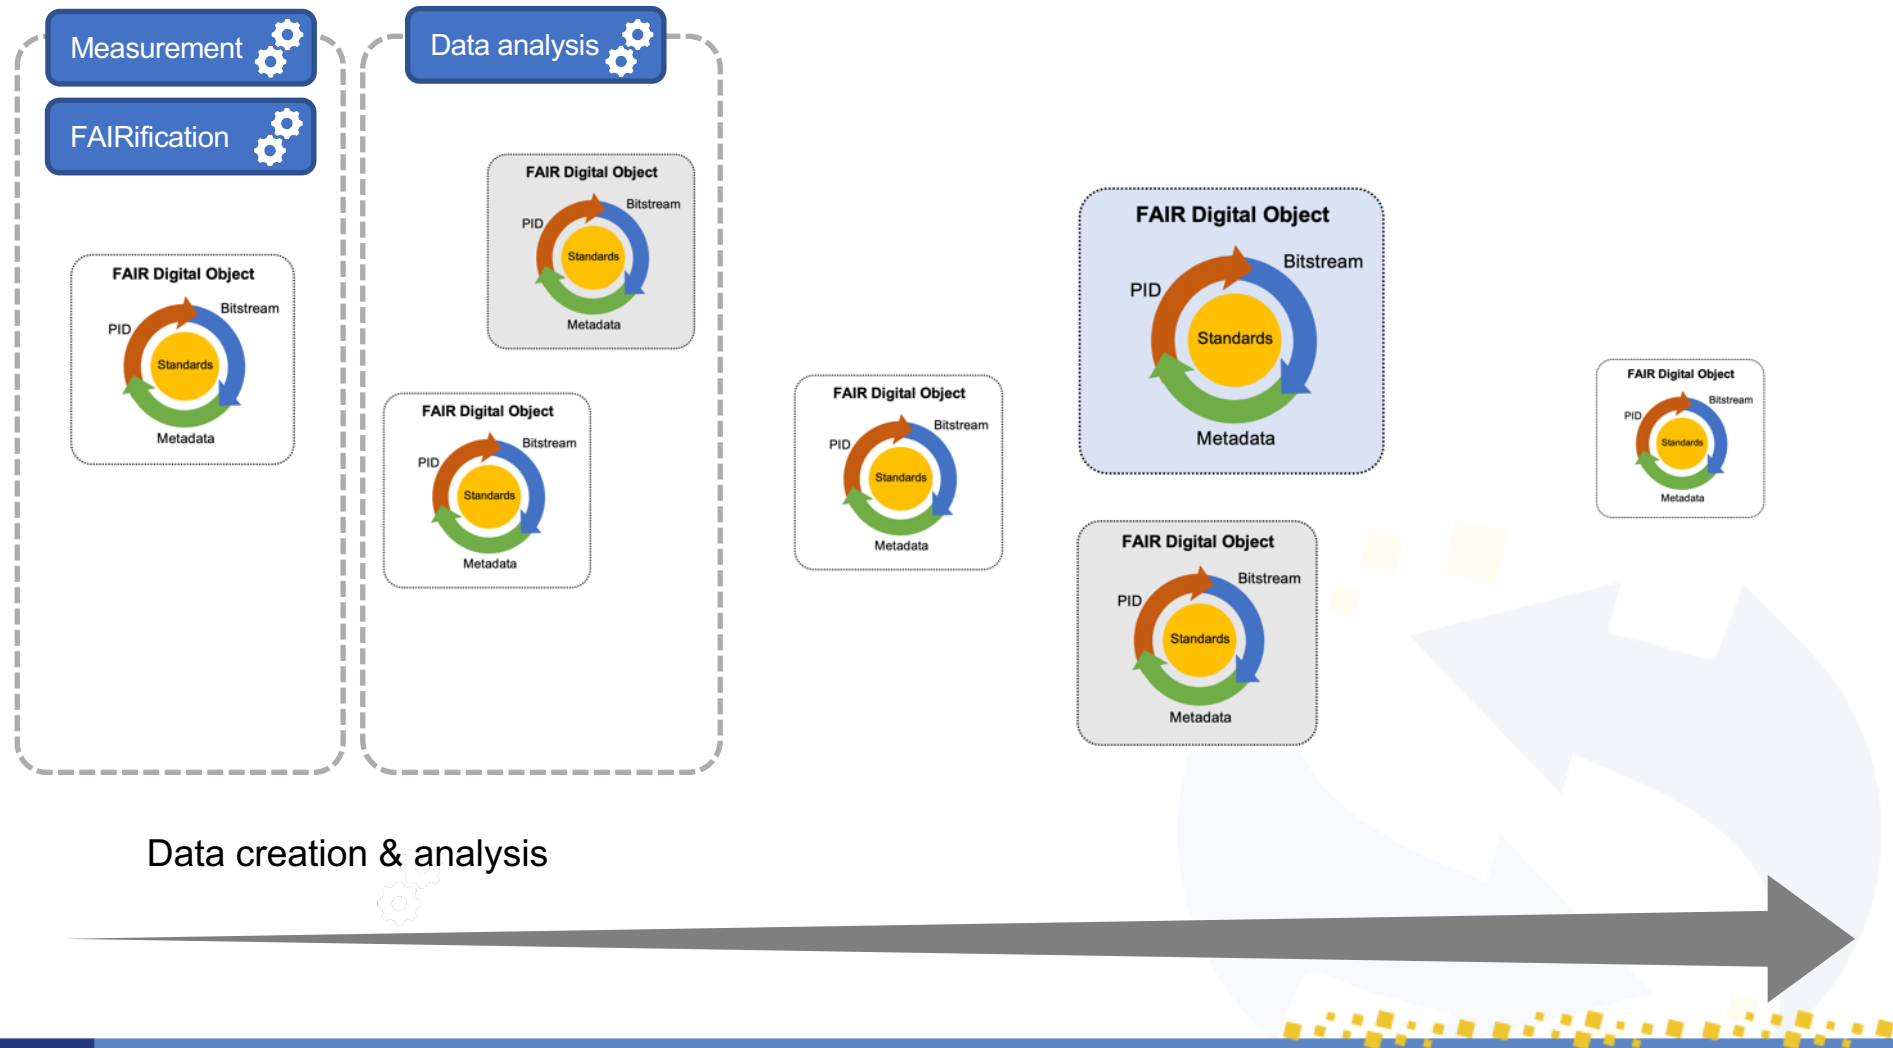 Measurement
FAIRification
FAIR Digital Object
PID
Bitstream
Standards
Metadata
Data analysis
FAIR Digital Object
PID
Bitstream
Standards
Metadata
FAIR Digital Object
PID
Bitstream
Standards
Metadata
FAIR Digital Object
PID
Bitstream
Standards
Metadata
FAIR Digital Object
PID
Bitstream
Standards
Metadata
FAIR Digital Object
PID
Bitstream
Standards
Metadata
FAIR Digital Object
PID
Bitstream
Standards
Metadata
Data creation & analysis